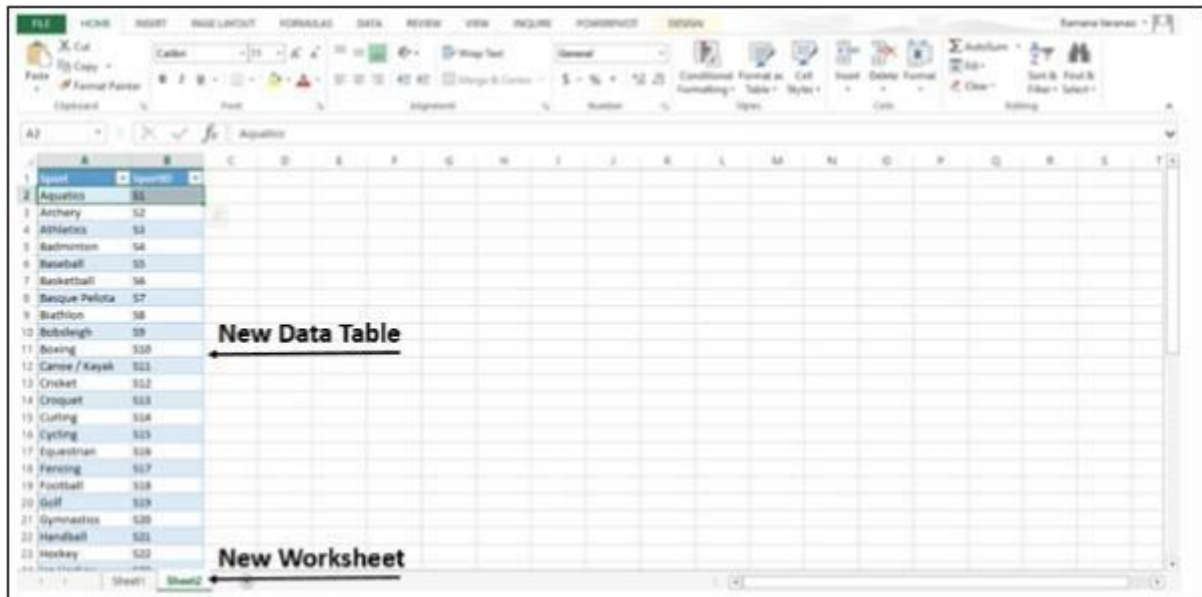 FILE HOME INSERT PAGE LAYOUT FORMULAS DATA REVIEW VIEW INQUIRE POWERPIVOT DESIGN
Cut
Copy
Format Painter
Paste
Clipboard
Calibri 11
B I U
Font
Wrap Text
Merge & Center
Alignment
General
$ %
Number
Conditional Formatting
Format as Table
Cell Styles
Styles
Insert Delete Format
Cells
AutoSum
Fill
Clear
Sort & Filter
Find & Select
Editing
A2 fx Aquatics
A B C D E F G H I J K L M N O P Q R S T
1 Sport SportID
2 Aquatics S1
3 Archery S2
4 Athletics S3
5 Badminton S4
6 Baseball S5
7 Basketball S6
8 Basque Pelota S7
9 Biathlon S8
10 Bobsleigh S9
New Data Table
11 Boxing S10
12 Canoe / Kayak S11
13 Cricket S12
14 Croquet S13
15 Curling S14
16 Cycling S15
17 Equestrian S16
18 Fencing S17
19 Football S18
20 Golf S19
21 Gymnastics S20
22 Handball S21
23 Hockey S22
New Worksheet
Sheet1 Sheet2